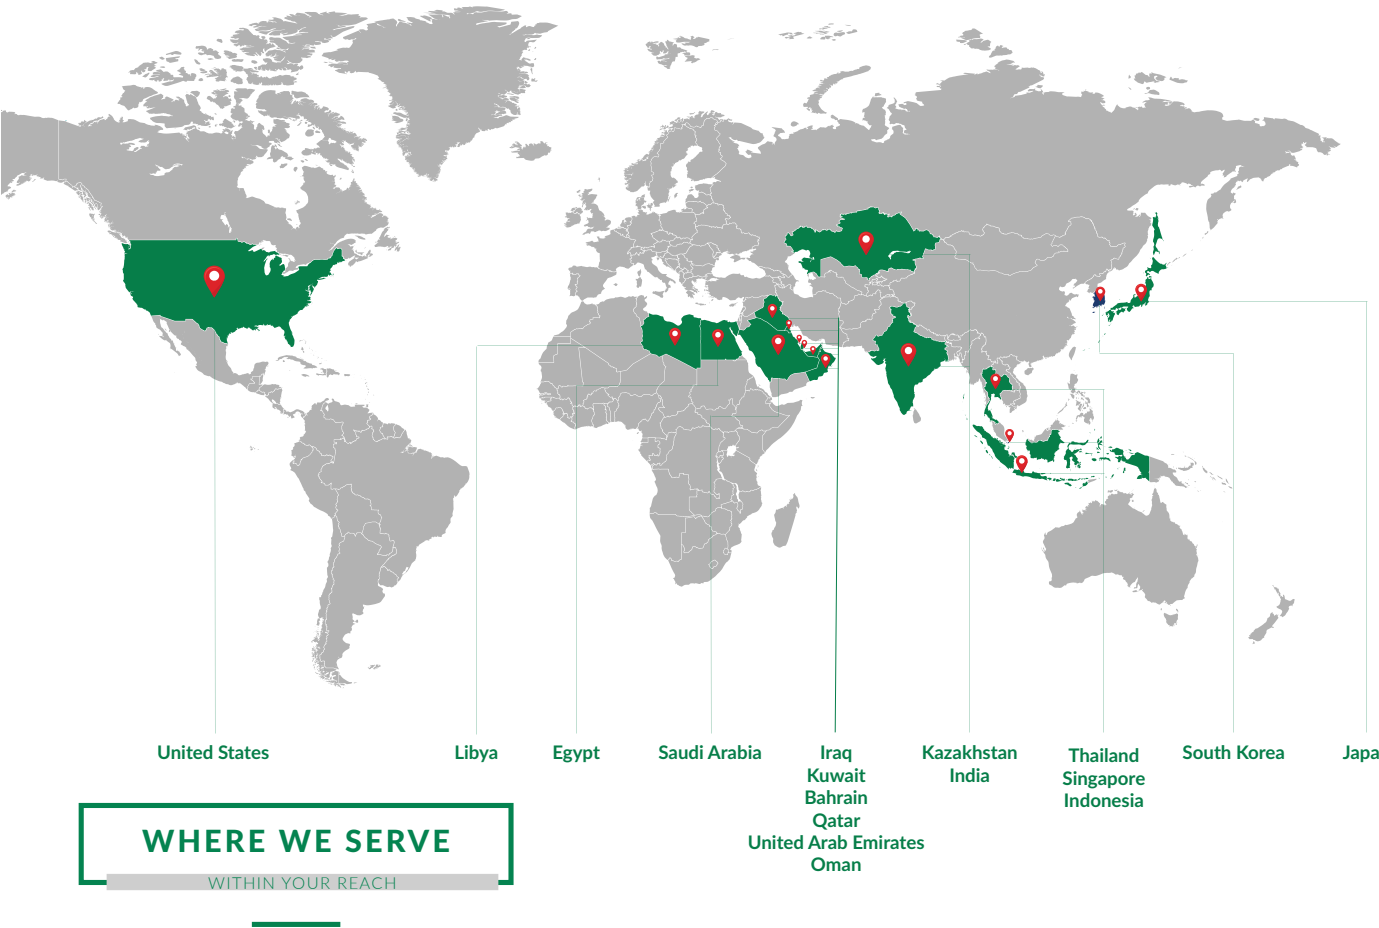 United States
Libya
Egypt
Saudi Arabia
Iraq
Kuwait
Bahrain
Qatar
United Arab Emirates
Oman
Kazakhstan
India
Thailand
Singapore
Indonesia
South Korea
Japa
WHERE WE SERVE
WITHIN YOUR REACH